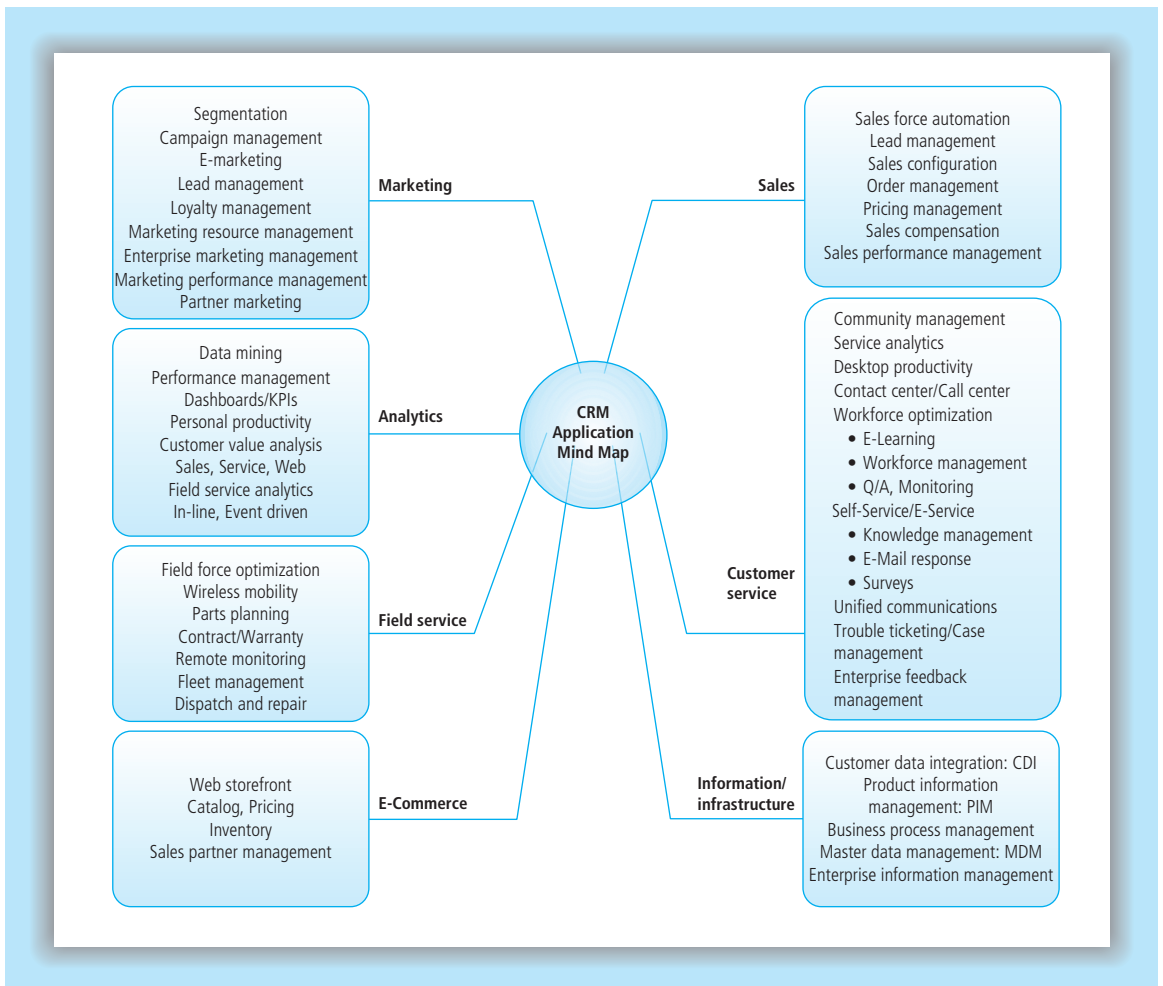 Segmentation
Campaign management
E-marketing
Lead management
Loyalty management
Marketing resource management
Enterprise marketing management
Marketing performance management
Partner marketing
Marketing
Data mining
Performance management
Dashboards/KPIs
Personal productivity
Customer value analysis
Sales, Service, Web
Field service analytics
In-line, Event driven
Analytics
Field force optimization
Wireless mobility
Parts planning
Contract/Warranty
Remote monitoring
Fleet management
Dispatch and repair
Field service
Web storefront
Catalog, Pricing
Inventory
Sales partner management
E-Commerce
CRM
Application
Mind Map
Sales
Sales force automation
Lead management
Sales configuration
Order management
Pricing management
Sales compensation
Sales performance management
Customer
service
Community management
Service analytics
Desktop productivity
Contact center/Call center
Workforce optimization
• E-Learning
• Workforce management
• Q/A, Monitoring
Self-Service/E-Service
• Knowledge management
• E-Mail response
• Surveys
Unified communications
Trouble ticketing/Case
management
Enterprise feedback
management
Information/
infrastructure
Customer data integration: CDI
Product information
management: PIM
Business process management
Master data management: MDM
Enterprise information management